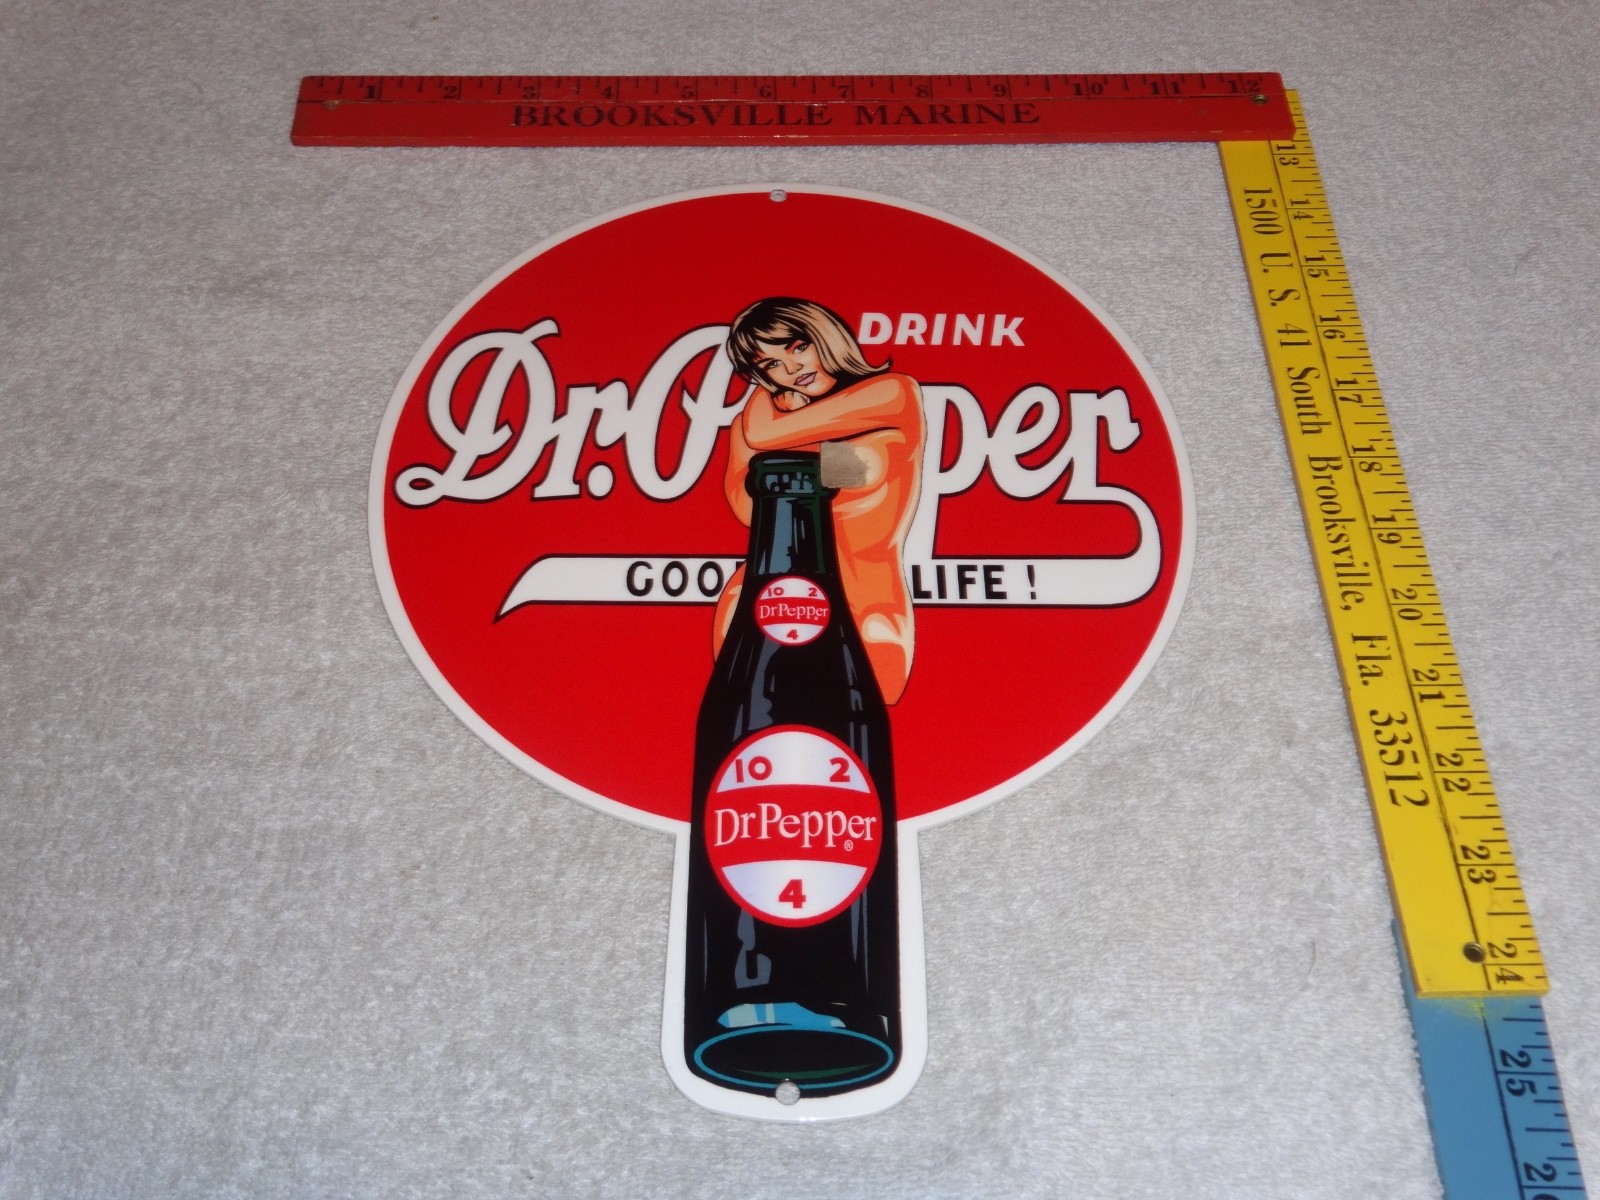 1 2 3 4 5 6 7 8 9 10 11 12
BROOKSVILLE MARINE
13 14 15 16 17 18 19 20 21 22 23 24
1500 U. S. 41 South Brooksville, Fla. 33512
25
DRINK
Dr. P per
GOO LIFE !
10 2
DrPepper
4
10 2
DrPepper®
4